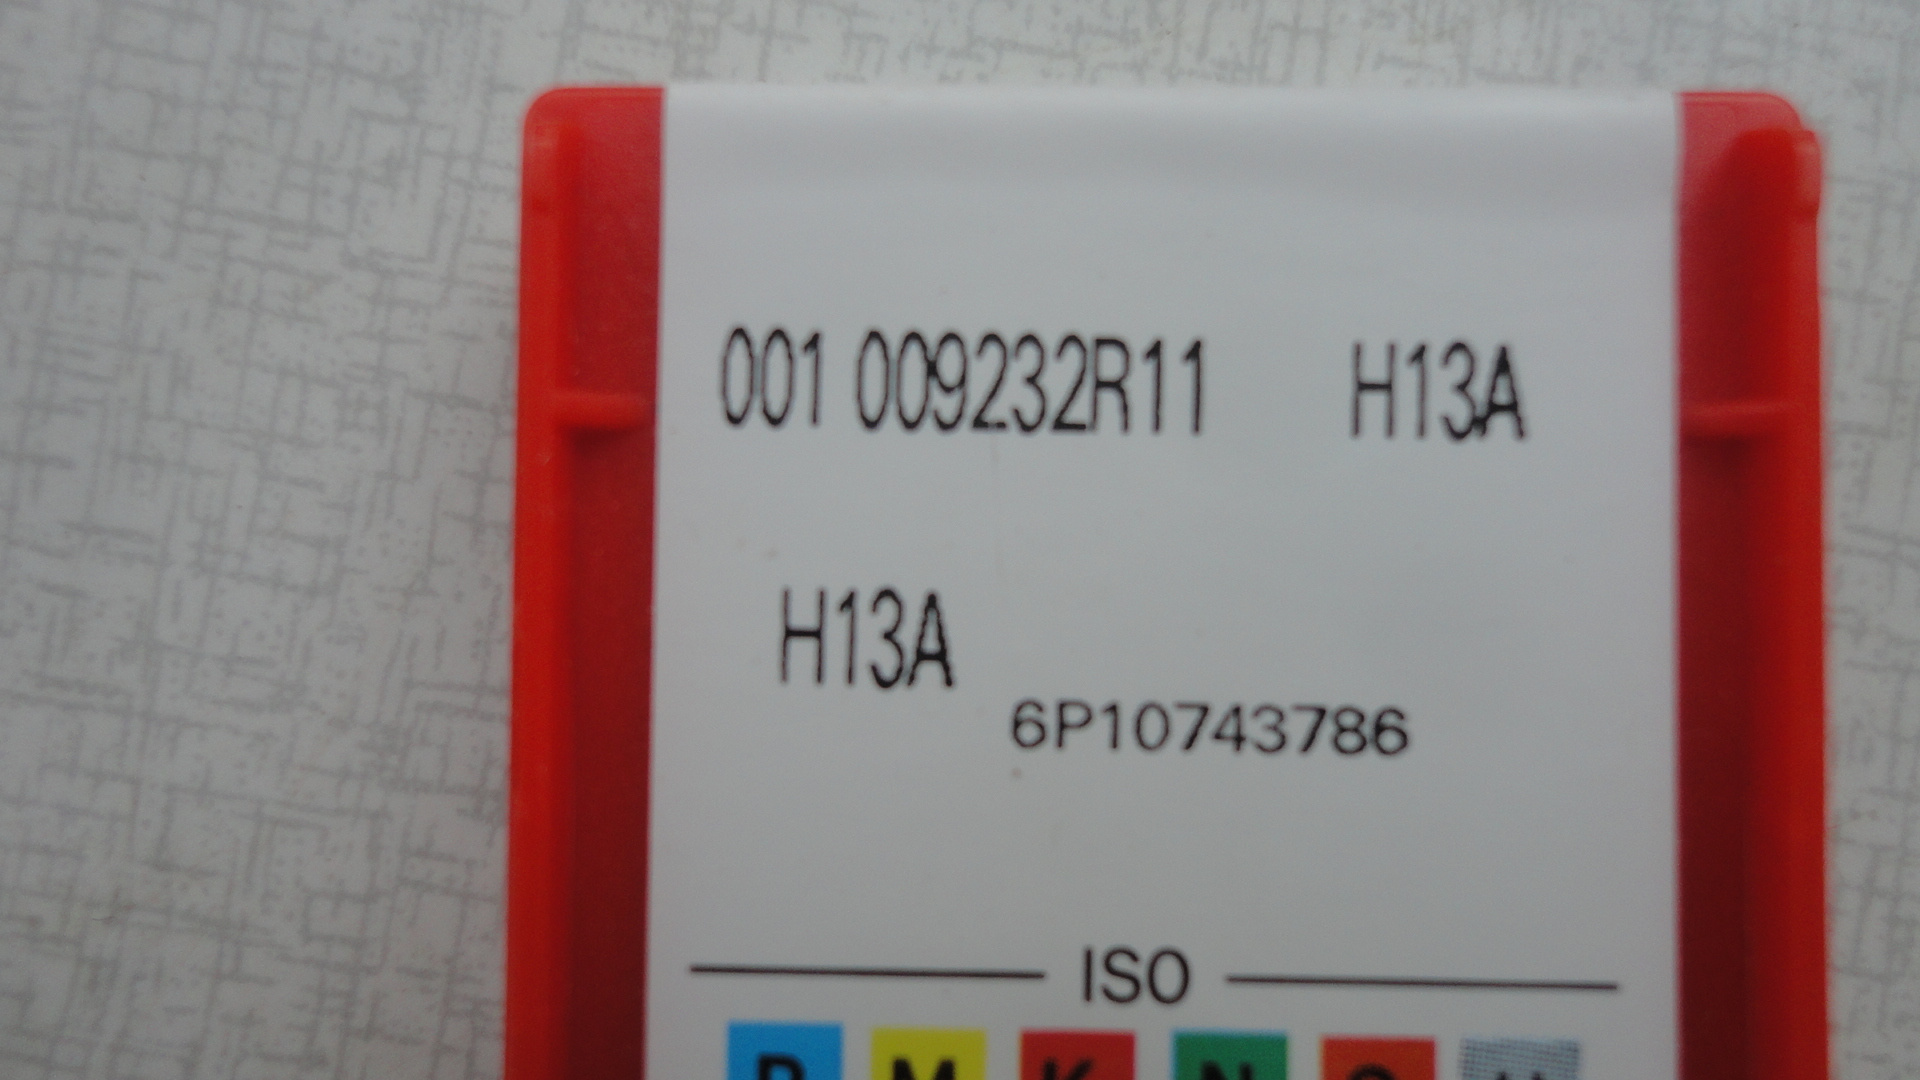 001 009232R11 H13A
H13A
6P10743786
ISO
P M K N S H